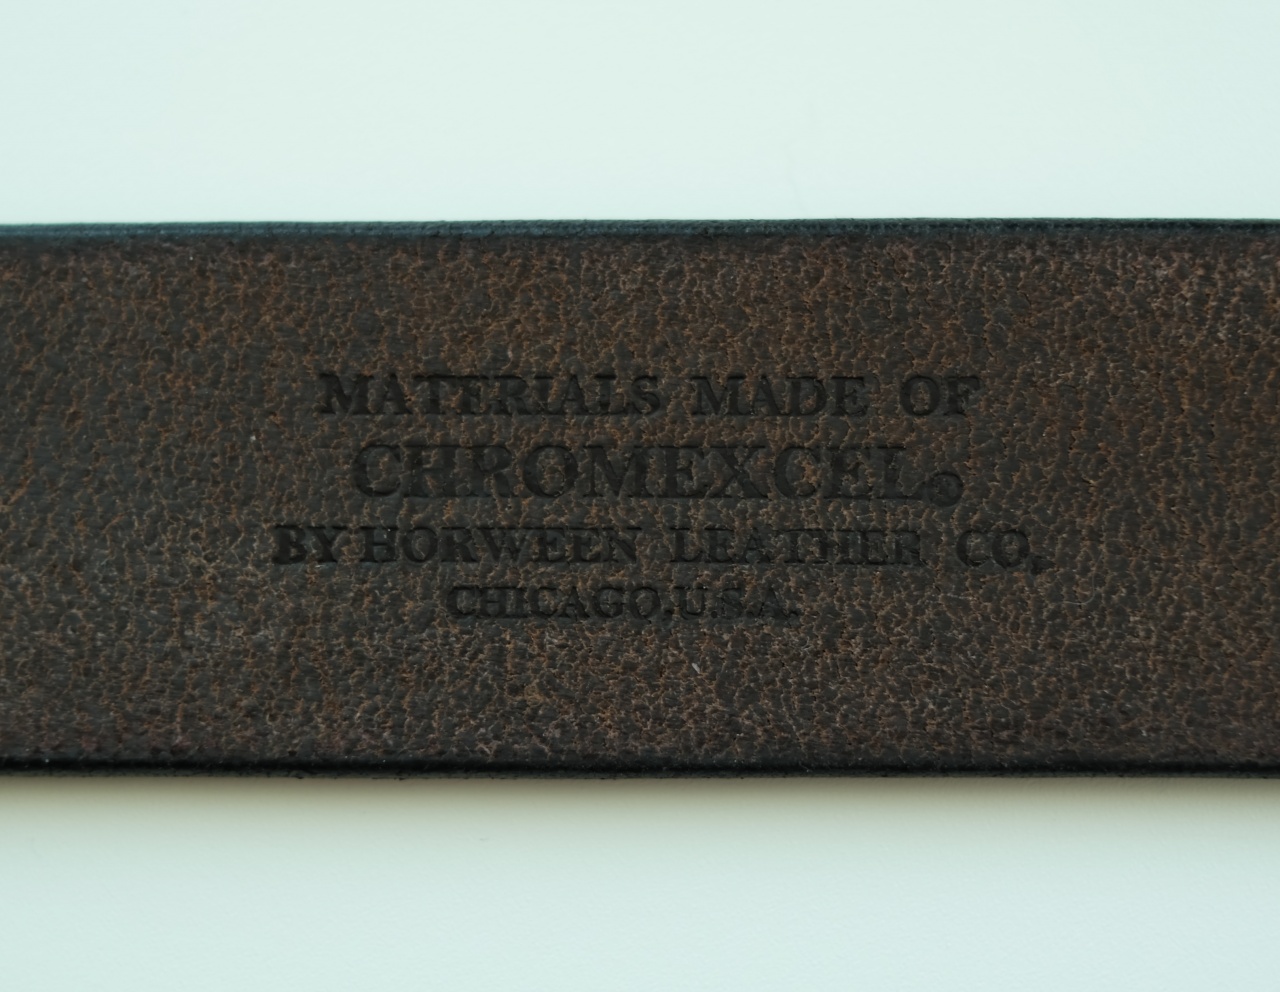 MATERIALS MADE OF
CHROMEXCEL®
BY HORWEEN LEATHER CO.
CHICAGO.U.S.A.